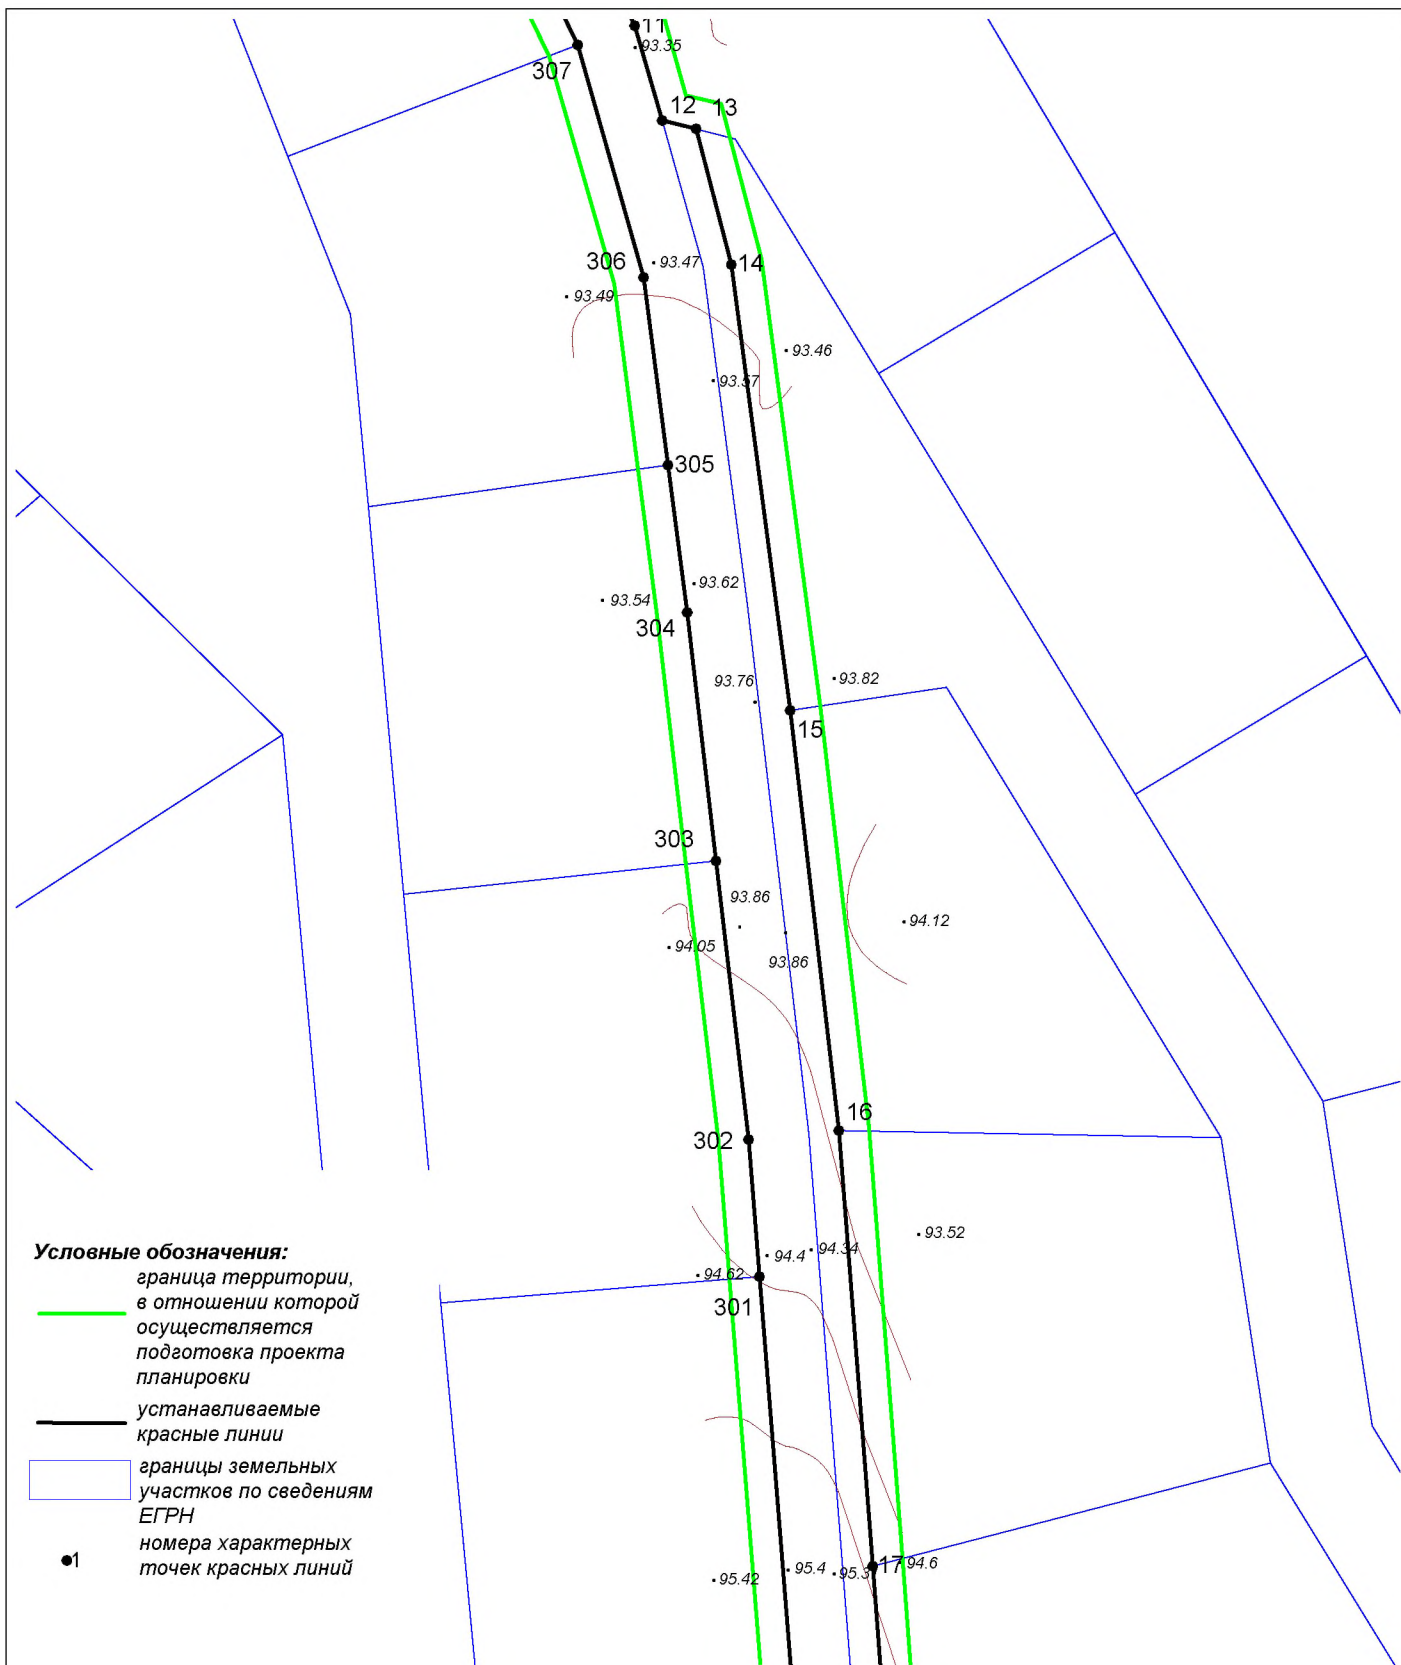 11
93.35
307
12
13
306
93.47
14
93.49
93.46
93.57
305
93.62
93.54
304
93.76
93.82
15
303
93.86
94.05
94.12
93.86
16
302
93.52
94.34
94.4
94.62
301
Условные обозначения:
граница территории,
в отношении которой
осуществляется
подготовка проекта
планировки
устанавливаемые
красные линии
границы земельных
участков по сведениям
ЕГРН
1
номера характерных
точек красных линий
95.42
95.4
95.3
17
94.6